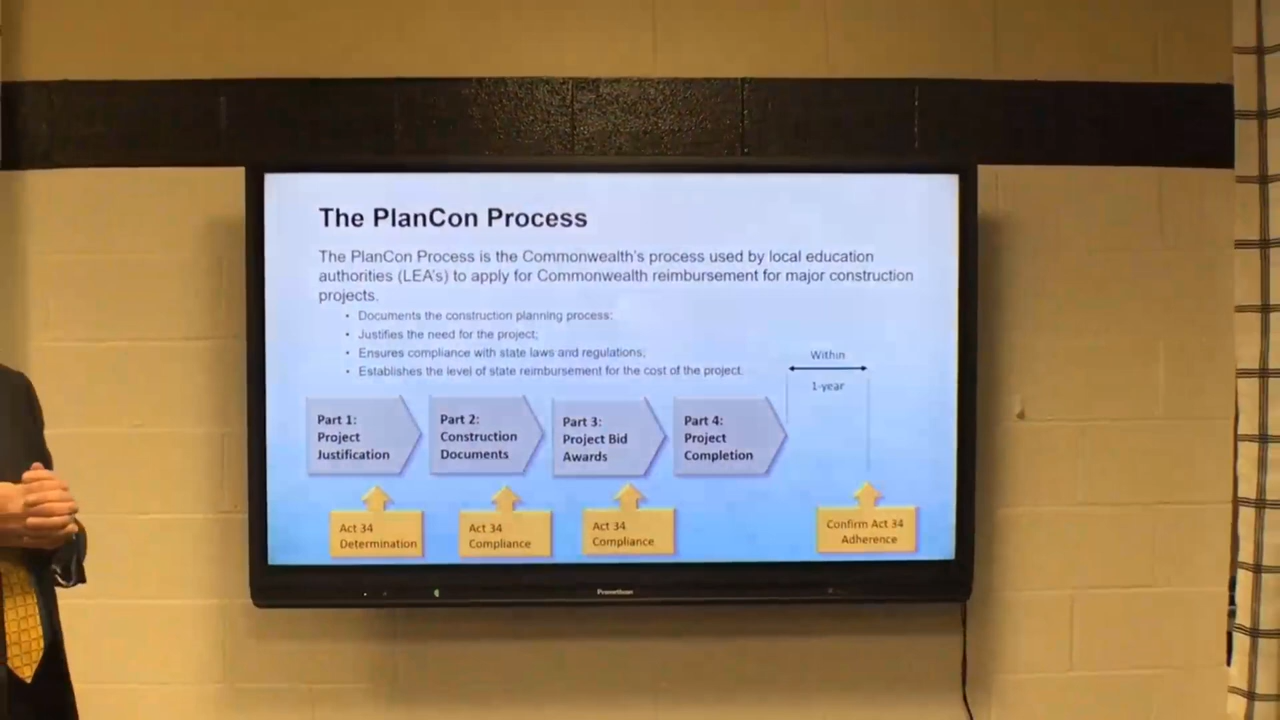 The PlanCon Process
The PlanCon Process is the Commonwealth's process used by local education
authorities (LEA's) to apply for Commonwealth reimbursement for major construction
projects.
• Documents the construction planning process;
• Justifies the need for the project;
• Ensures compliance with state laws and regulations;
• Establishes the level of state reimbursement for the cost of the project.
Within
1-year
Part 1:
Project
Justification
Part 2:
Construction
Documents
Part 3:
Project Bid
Awards
Part 4:
Project
Completion
Act 34
Determination
Act 34
Compliance
Act 34
Compliance
Confirm Act 34
Adherence
Promethean